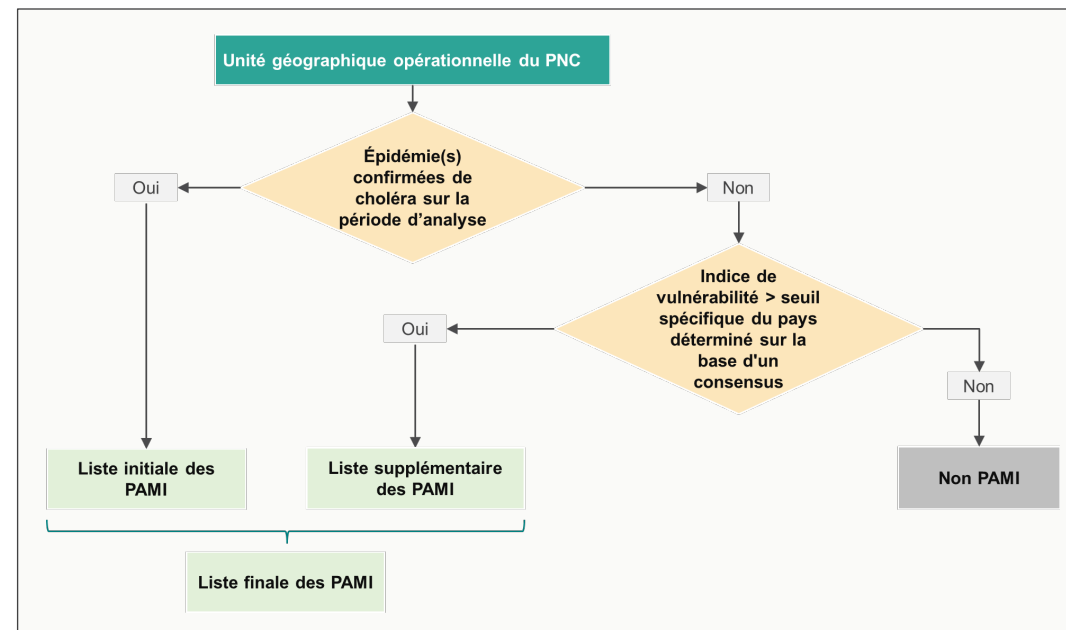 Unité géographique opérationnelle du PNC
Épidémie(s)
confirmées de
choléra sur la
période d'analyse
Oui
Non
Indice de
vulnérabilité > seuil
spécifique du pays
déterminé sur la
base d'un
consensus
Oui
Non
Liste initiale des
PAMI
Liste supplémentaire
des PAMI
Non PAMI
Liste finale des PAMI